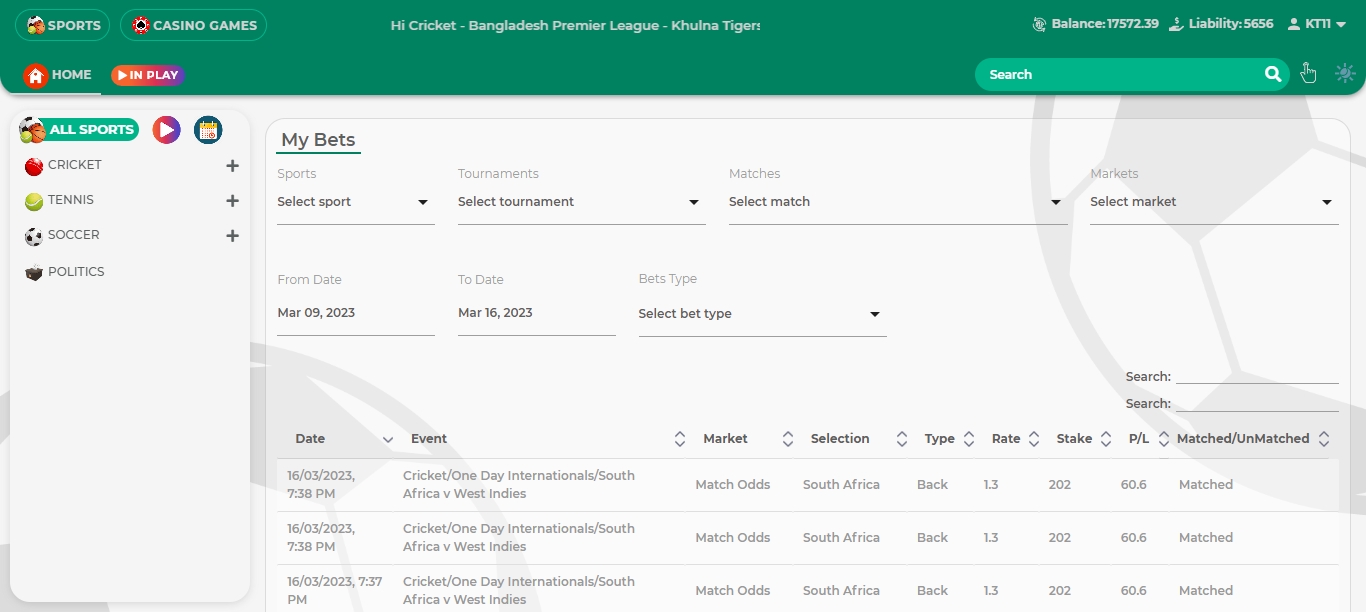 SPORTS
CASINO GAMES
Hi Cricket - Bangladesh Premier League - Khulna Tigers
Balance:17572.39
Liability:5656
KT11
HOME
IN PLAY
Search
ALL SPORTS
CRICKET
TENNIS
SOCCER
POLITICS
My Bets
Sports Tournaments Matches Markets
Select sport Select tournament Select match Select market
From Date To Date Bets Type
Mar 09, 2023 Mar 16, 2023 Select bet type
Search:
Search:
Date Event Market Selection Type Rate Stake P/L Matched/UnMatched
16/03/2023, Cricket/One Day Internationals/South
7:38 PM Africa v West Indies Match Odds South Africa Back 1.3 202 60.6 Matched
16/03/2023, Cricket/One Day Internationals/South
7:38 PM Africa v West Indies Match Odds South Africa Back 1.3 202 60.6 Matched
16/03/2023, 7:37 Cricket/One Day Internationals/South
PM Africa v West Indies Match Odds South Africa Back 1.3 202 60.6 Matched